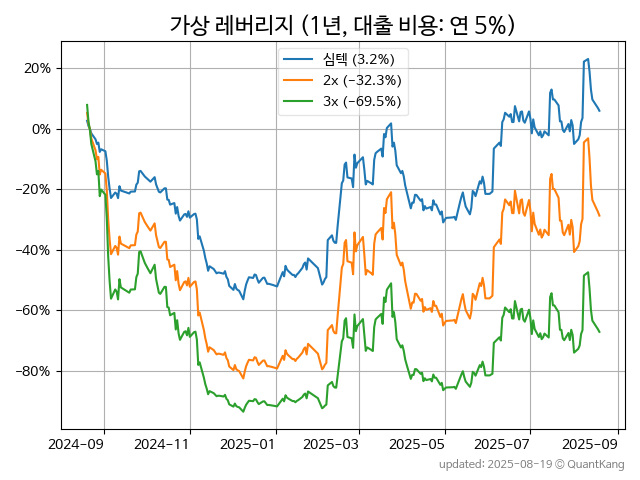 가상 레버리지 (1년, 대출 비용: 연 5%)
심텍 (3.2%)
2x (−32.3%)
3x (−69.5%)
20%
0%
−20%
−40%
−60%
−80%
2024-09 2024-11 2025-01 2025-03 2025-05 2025-07 2025-09
updated: 2025-08-19 © QuantKang